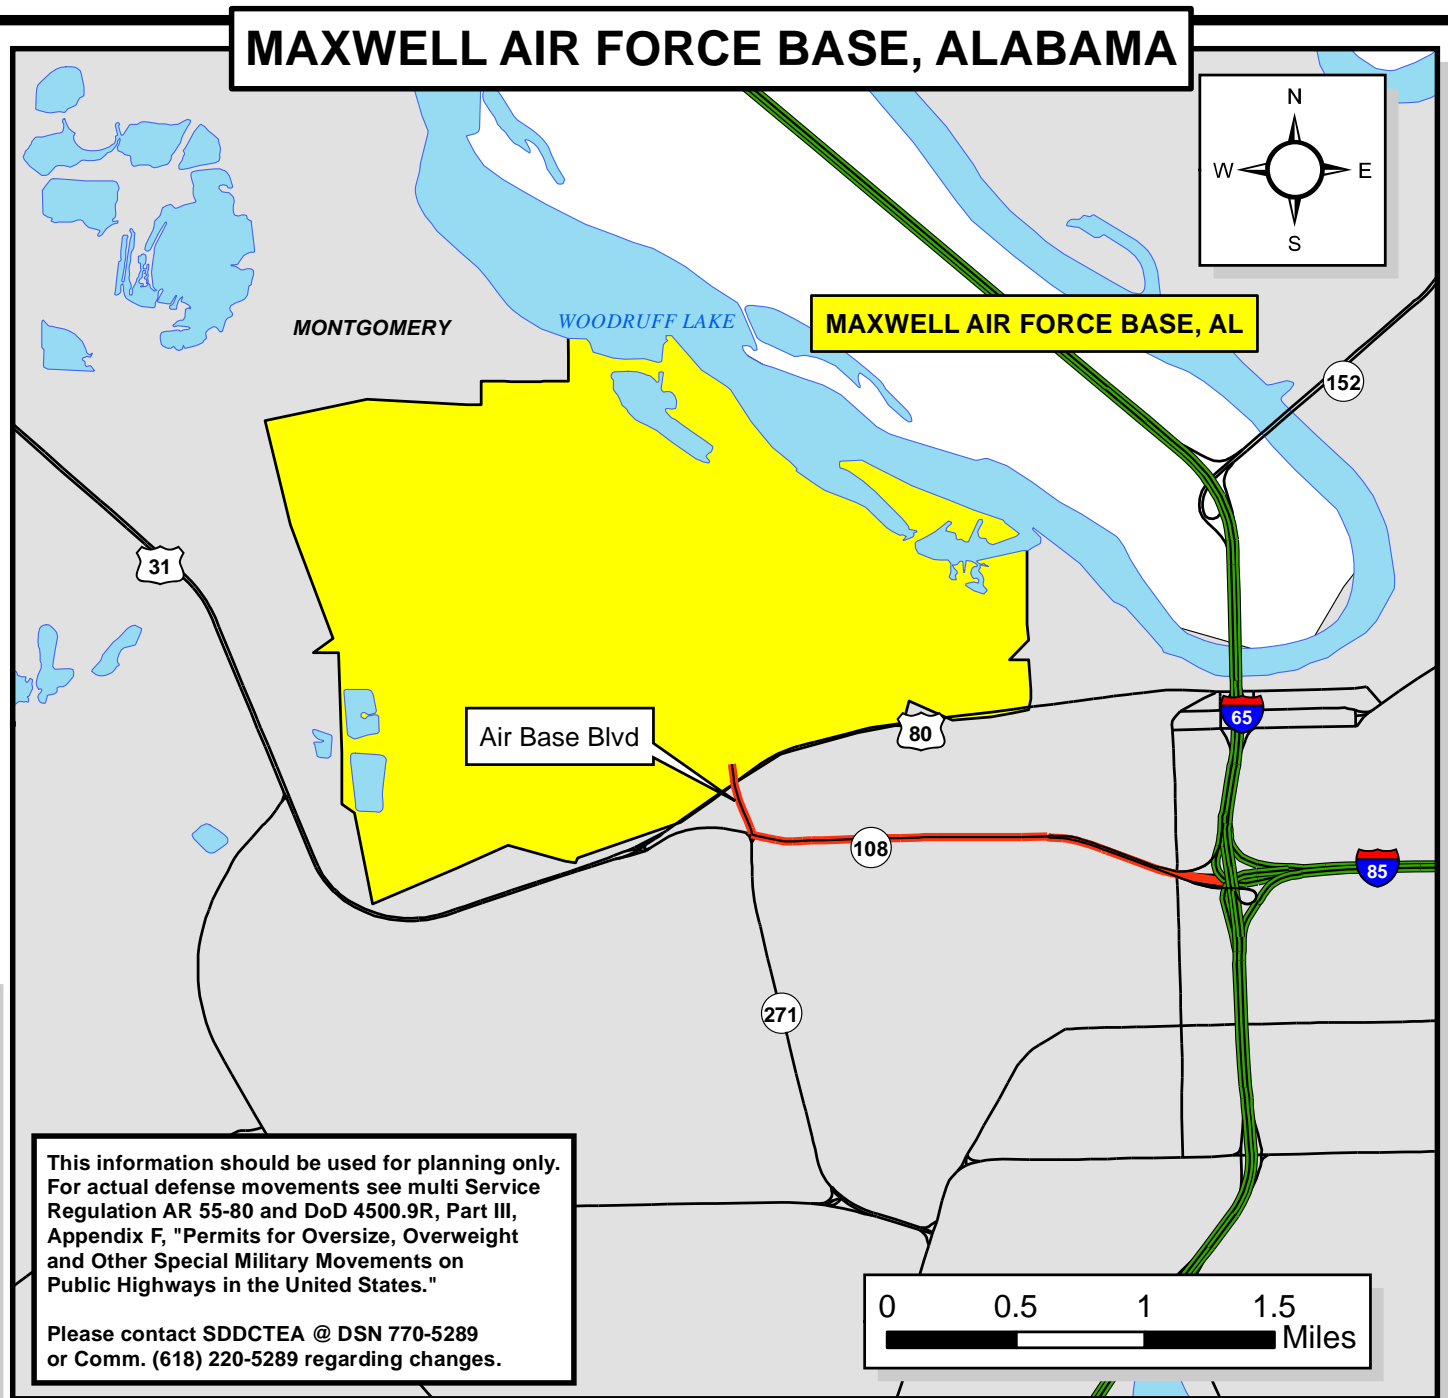 MAXWELL AIR FORCE BASE, ALABAMA
N
W
E
S
MAXWELL AIR FORCE BASE, AL
MONTGOMERY
WOODRUFF LAKE
152
31
65
80
Air Base Blvd
108
85
271
This information should be used for planning only.
For actual defense movements see multi Service
Regulation AR 55-80 and DoD 4500.9R, Part III,
Appendix F, "Permits for Oversize, Overweight
and Other Special Military Movements on
Public Highways in the United States."
Please contact SDDCTEA @ DSN 770-5289
or Comm. (618) 220-5289 regarding changes.
0 0.5 1 1.5
Miles